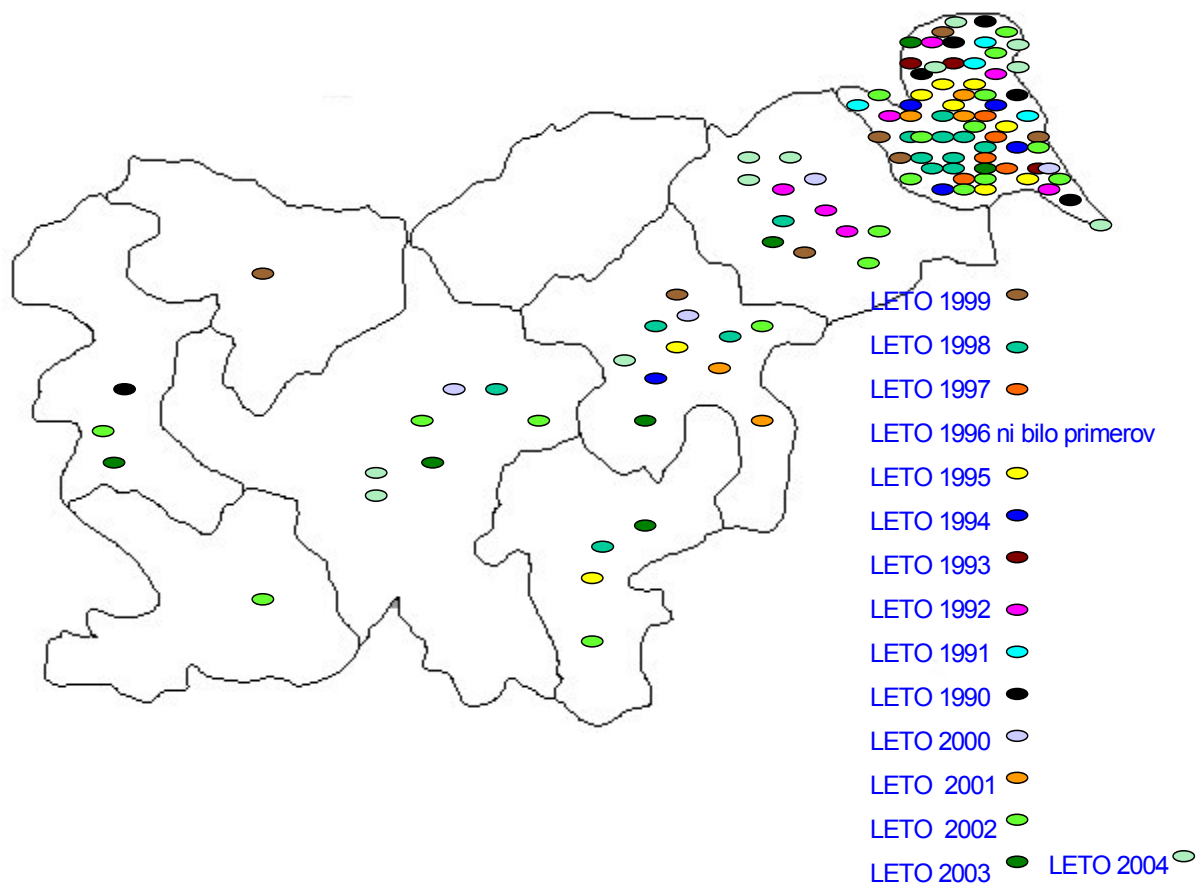 LETO 1999
LETO 1998
LETO 1997
LETO 1996 ni bilo primerov
LETO 1995
LETO 1994
LETO 1993
LETO 1992
LETO 1991
LETO 1990
LETO 2000
LETO 2001
LETO 2002
LETO 2003 LETO 2004